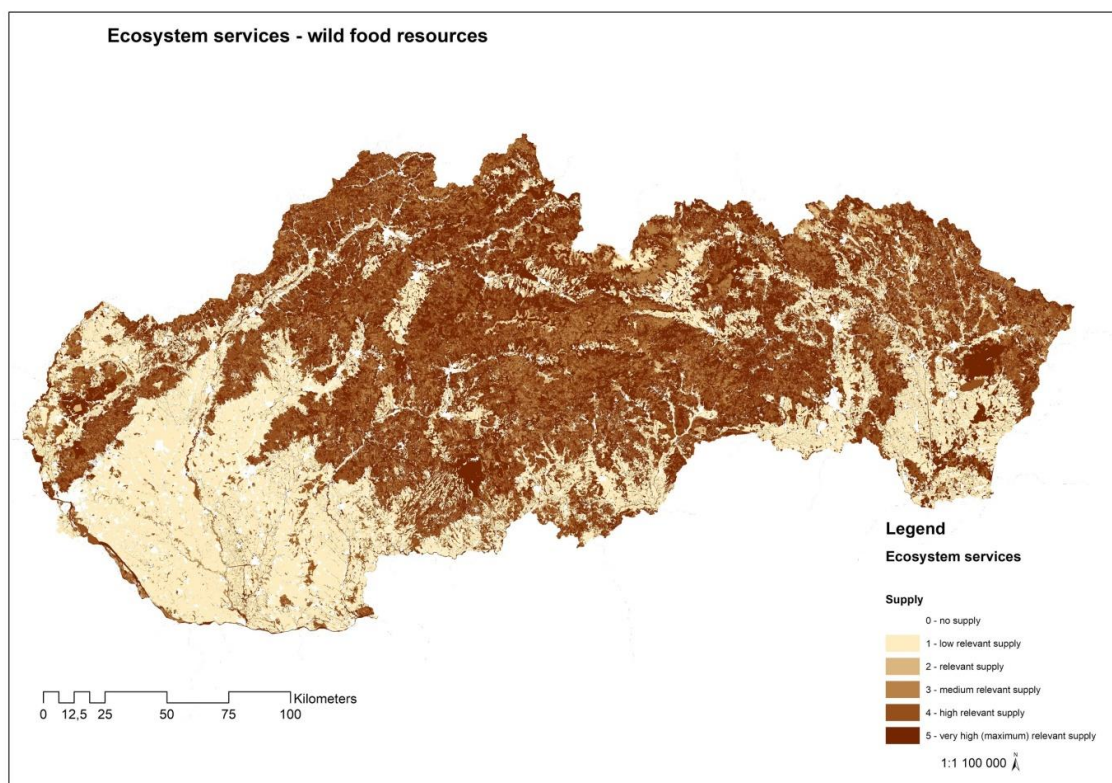 Ecosystem services - wild food resources
Legend
Ecosystem services
Supply
0 - no supply
1 - low relevant supply
2 - relevant supply
3 - medium relevant supply
4 - high relevant supply
5 - very high (maximum) relevant supply
1:1 100 000 N
Kilometers
0 12,5 25 50 75 100